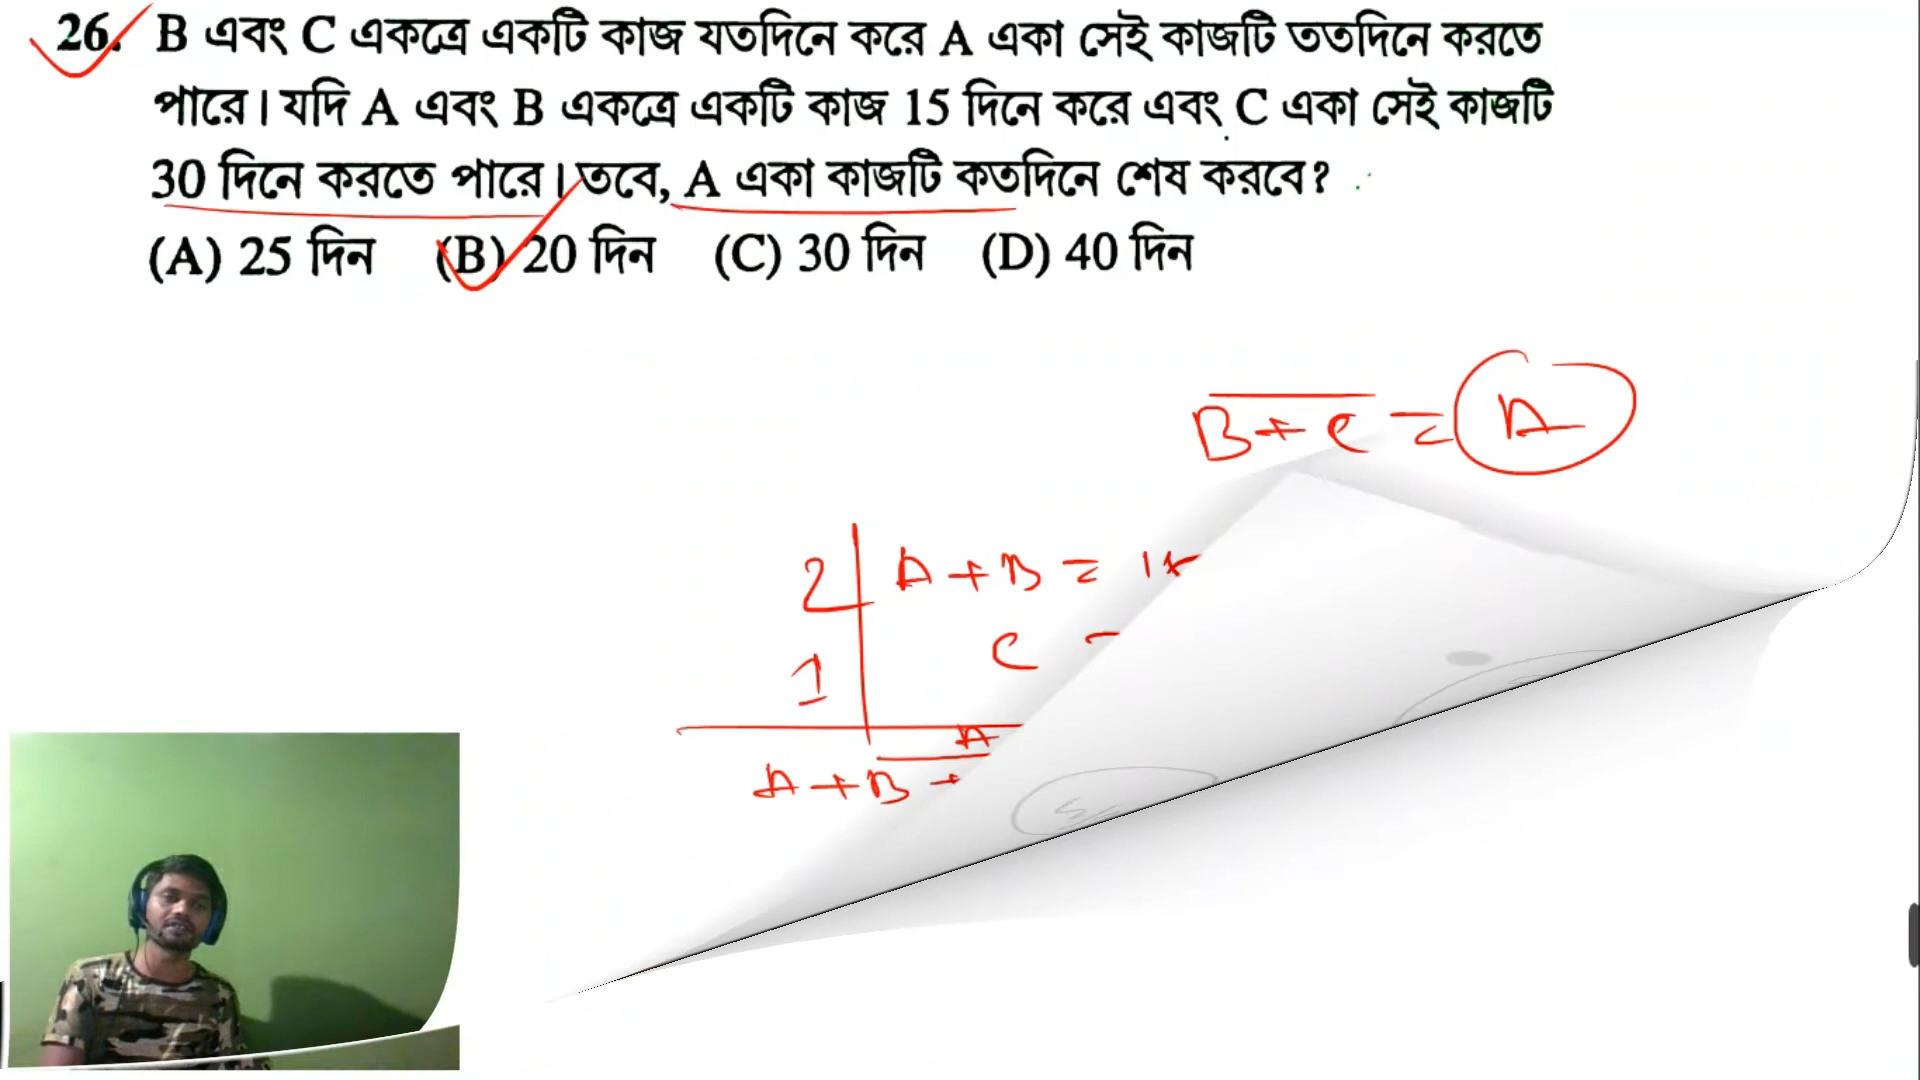 26. B এবং C একত্রে একটি কাজ যতদিনে করে A একা সেই কাজটি ততদিনে করতে
পারে। যদি A এবং B একত্রে একটি কাজ 15 দিনে করে এবং C একা সেই কাজটি
30 দিনে করতে পারে। তবে, A একা কাজটি কতদিনে শেষ করবে?
(A) 25 দিন (B) 20 দিন (C) 30 দিন (D) 40 দিন
B + C = A
2 A + B = 15
1 C
A
A + B +